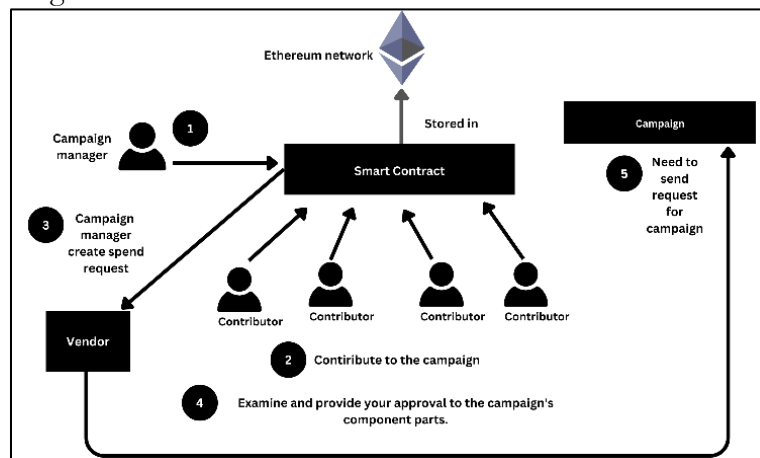 Ethereum network
Stored in
Campaign
manager
1
Smart Contract
Campaign
5
Need to
send
request
for
campaign
3
Campaign
manager
create spend
request
Contributor
Contributor
Contributor
Contributor
Vendor
2
Contiribute to the campaign
4
Examine and provide your approval to the campaign's
component parts.